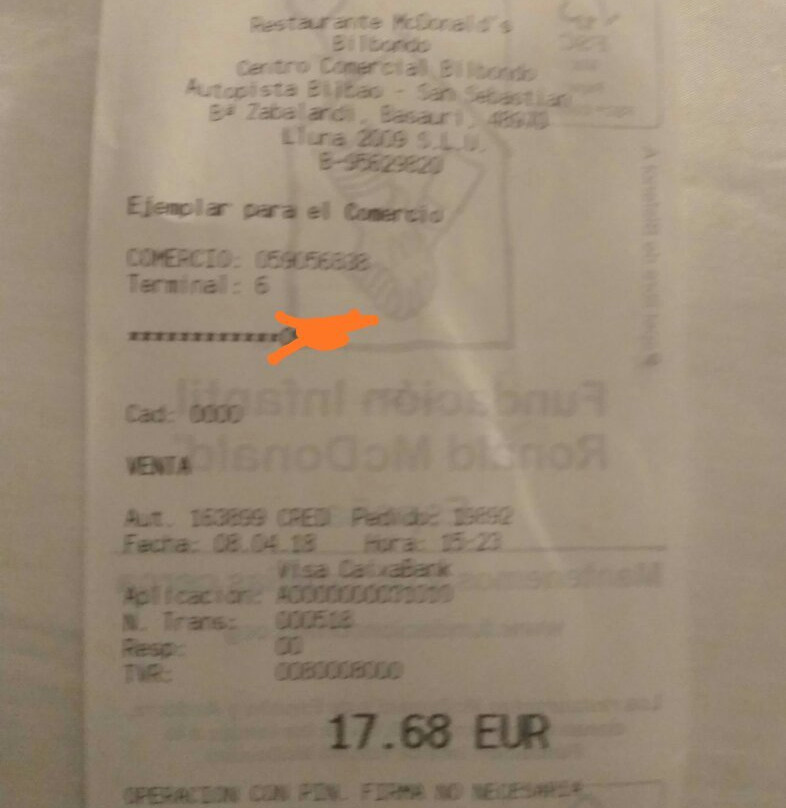 Restaurante McDonald's
Bilbondo
Centro Comercial Bilbondo
Autopista Bilbao - San Sebastian
Bª Zabalandi, Basauri, 48970
Lluna 2009 S.L.U.
B-95629820
Ejemplar para el Comercio
COMERCIO:
Terminal: 6
Cad: 0000
VENTA
Aut. 163899 CRED Pedido: 19892
Fecha: 08.04.18 Hora: 15-23
Visa CaixaBank
Aplicacion:
N. Trans: 000518
Resp: 00
TVR: 0080008000
17.68 EUR
OPERACION CON PIN. FIRMA NO NECESARIA.
Fundación Infantil
Ronald McDonald
Mantenemos